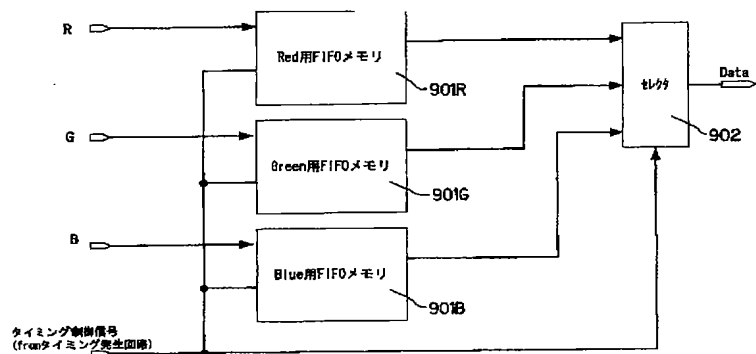 R
Red用FIFOメモリ
901R
セレクタ
Data
902
G
Green用FIFOメモリ
901G
B
Blue用FIFOメモリ
901B
タイミング制御信号
(fromタイミング発生回路)